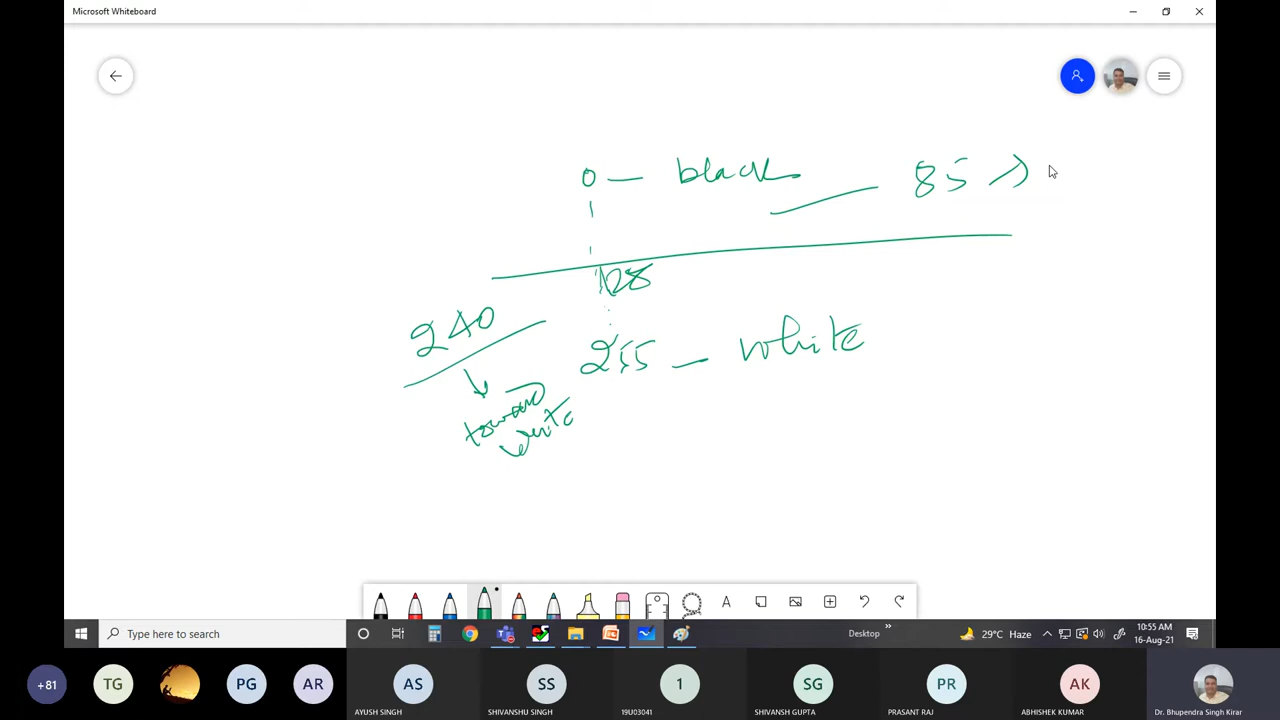 Microsoft Whiteboard
0 — black
85
128
240
255 — white
toward
white
A
Type here to search
Desktop
»
29°C Haze
10:55 AM
16-Aug-21
+81
TG
PG
AR
AS
AYUSH SINGH
SS
SHIVANSHU SINGH
1
19U03041
SG
SHIVANSH GUPTA
PR
PRASANT RAJ
AK
ABHISHEK KUMAR
Dr. Bhupendra Singh Kirar